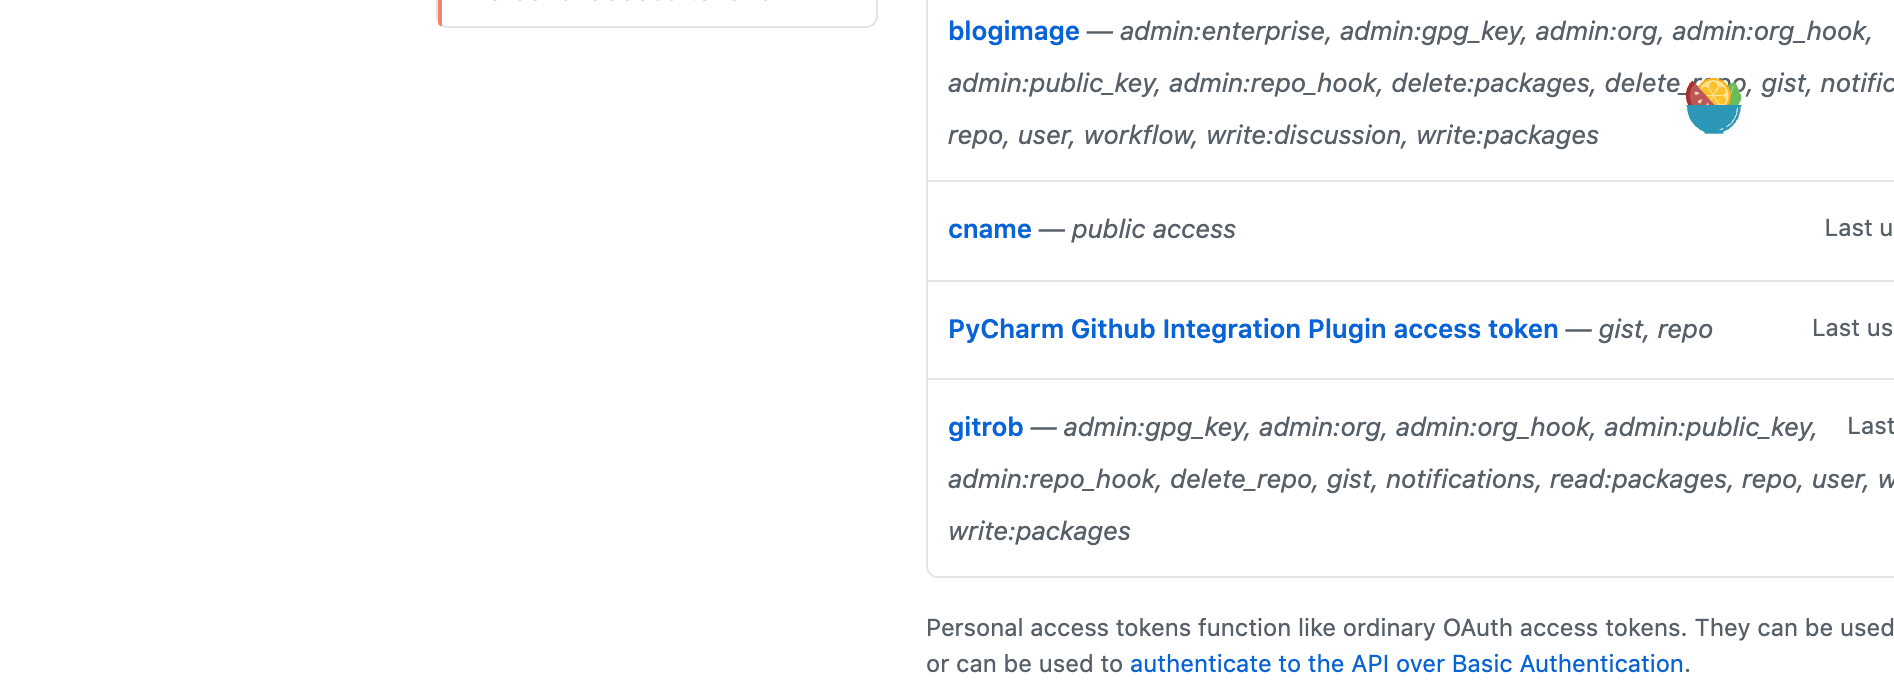 blogimage — admin:enterprise, admin:gpg_key, admin:org, admin:org_hook,
admin:public_key, admin:repo_hook, delete:packages, delete_repo, gist, notific
repo, user, workflow, write:discussion, write:packages
cname — public access
Last u
PyCharm Github Integration Plugin access token — gist, repo
Last us
gitrob — admin:gpg_key, admin:org, admin:org_hook, admin:public_key,
Last
admin:repo_hook, delete_repo, gist, notifications, read:packages, repo, user, w
write:packages
Personal access tokens function like ordinary OAuth access tokens. They can be used
or can be used to authenticate to the API over Basic Authentication.